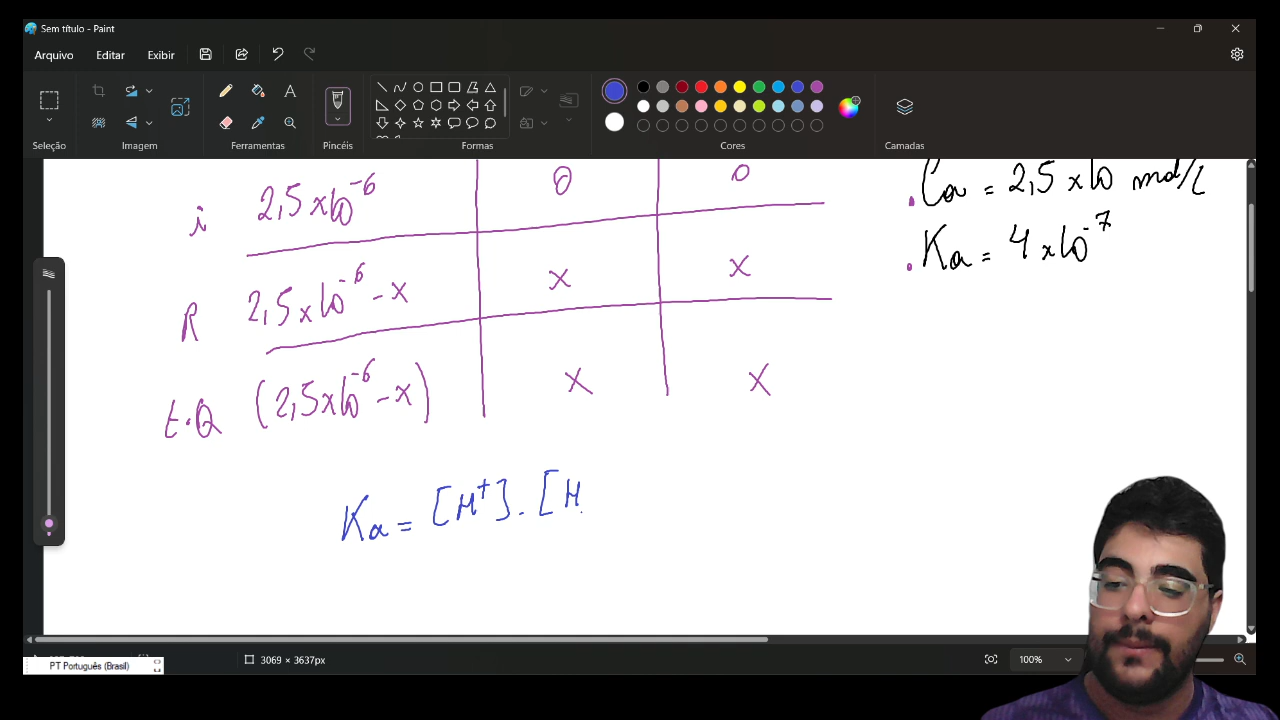 Sem título - Paint
Arquivo Editar Exibir
Seleção Imagem Ferramentas Pincéis Formas Cores Camadas
i 2,5x10⁻⁶ 0 0
R 2,5x10⁻⁶-x x x
t.Q (2,5x10⁻⁶-x) x x
Ka = [H⁺].[H
. Ca = 2,5 x10 mol/L
. Ka = 4 x10⁻⁷
PT Português (Brasil) 3069 × 3637px 100%